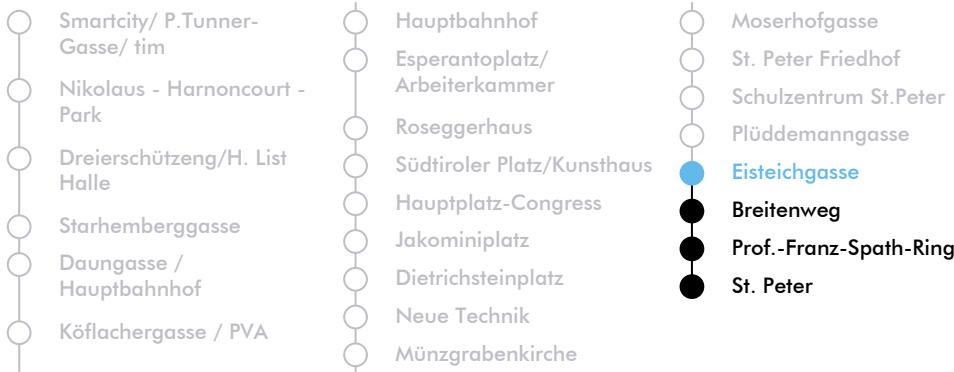 Smartcity/ P.Tunner-
Gasse/ tim
Nikolaus - Harnoncourt -
Park
Dreierschützeng/H. List
Halle
Starhemberggasse
Daungasse /
Hauptbahnhof
Köflachergasse / PVA
Hauptbahnhof
Esperantoplatz/
Arbeiterkammer
Roseggerhaus
Südtiroler Platz/Kunsthaus
Hauptplatz-Congress
Jakominiplatz
Dietrichsteinplatz
Neue Technik
Münzgrabenkirche
Moserhofgasse
St. Peter Friedhof
Schulzentrum St.Peter
Plüddemanngasse
Eisteichgasse
Breitenweg
Prof.-Franz-Spath-Ring
St. Peter